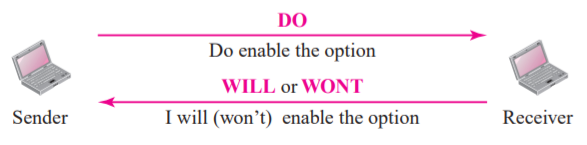 DO
Do enable the option
WILL or WONT
Sender
I will (won’t) enable the option
Receiver